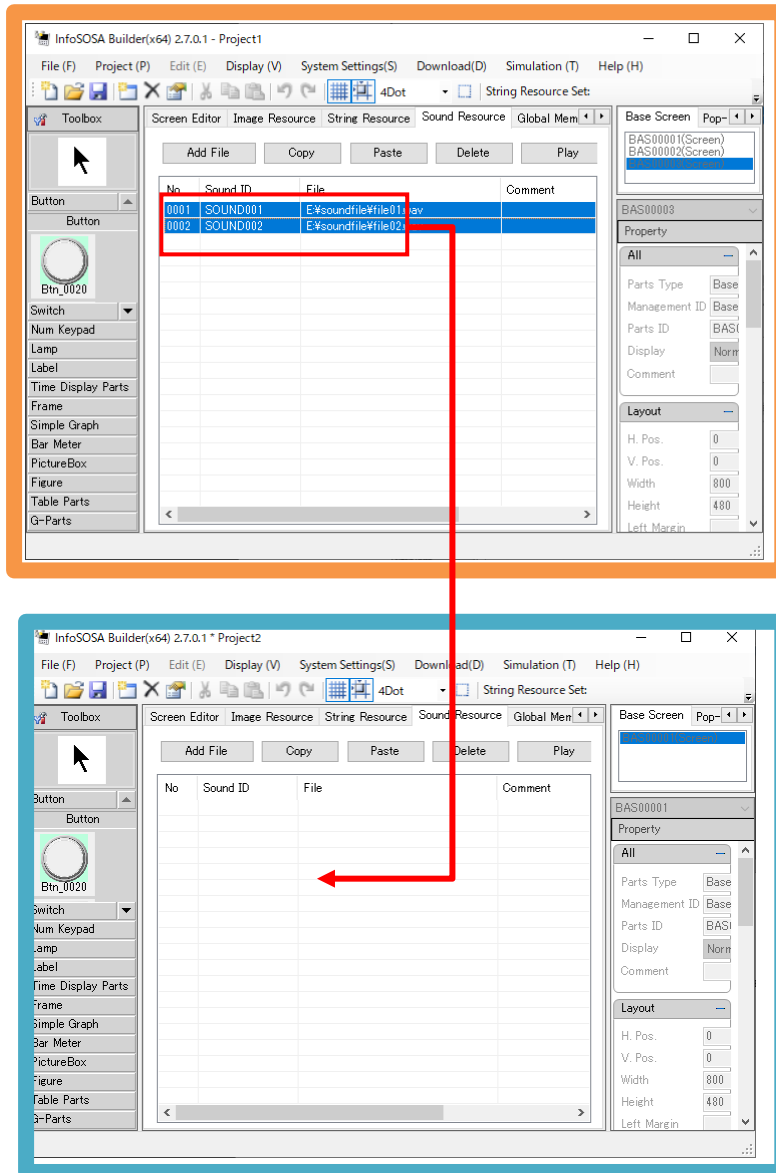 InfoSOSA Builder(x64) 2.7.0.1 - Project1
File (F) Project (P) Edit (E) Display (V) System Settings(S) Download(D) Simulation (T) Help (H)
4Dot String Resource Set:
Toolbox
Screen Editor Image Resource String Resource Sound Resource Global Mem
Base Screen Pop-
Add File Copy Paste Delete Play
BAS00001(Screen)
BAS00002(Screen)
No Sound ID File Comment
0001 SOUND001 E:¥soundfile¥file01.wav
0002 SOUND002 E:¥soundfile¥file02.
Button
Button
Btn_0020
Switch
Num Keypad
Lamp
Label
Time Display Parts
Frame
Simple Graph
Bar Meter
PictureBox
Figure
Table Parts
G-Parts
BAS00003
Property
All
Parts Type Base
Management ID Base
Parts ID BAS(
Display Norm
Comment
Layout
H. Pos. 0
V. Pos. 0
Width 800
Height 480
Left Margin
InfoSOSA Builder(x64) 2.7.0.1 * Project2
File (F) Project (P) Edit (E) Display (V) System Settings(S) Download(D) Simulation (T) Help (H)
4Dot String Resource Set:
Toolbox
Screen Editor Image Resource String Resource Sound Resource Global Mem
Base Screen Pop-
Add File Copy Paste Delete Play
BAS00001(Screen)
No Sound ID File Comment
Button
Button
Btn_0020
Switch
Num Keypad
Lamp
Label
Time Display Parts
Frame
Simple Graph
Bar Meter
PictureBox
Figure
Table Parts
G-Parts
BAS00001
Property
All
Parts Type Base
Management ID Base
Parts ID BAS(
Display Norm
Comment
Layout
H. Pos. 0
V. Pos. 0
Width 800
Height 480
Left Margin